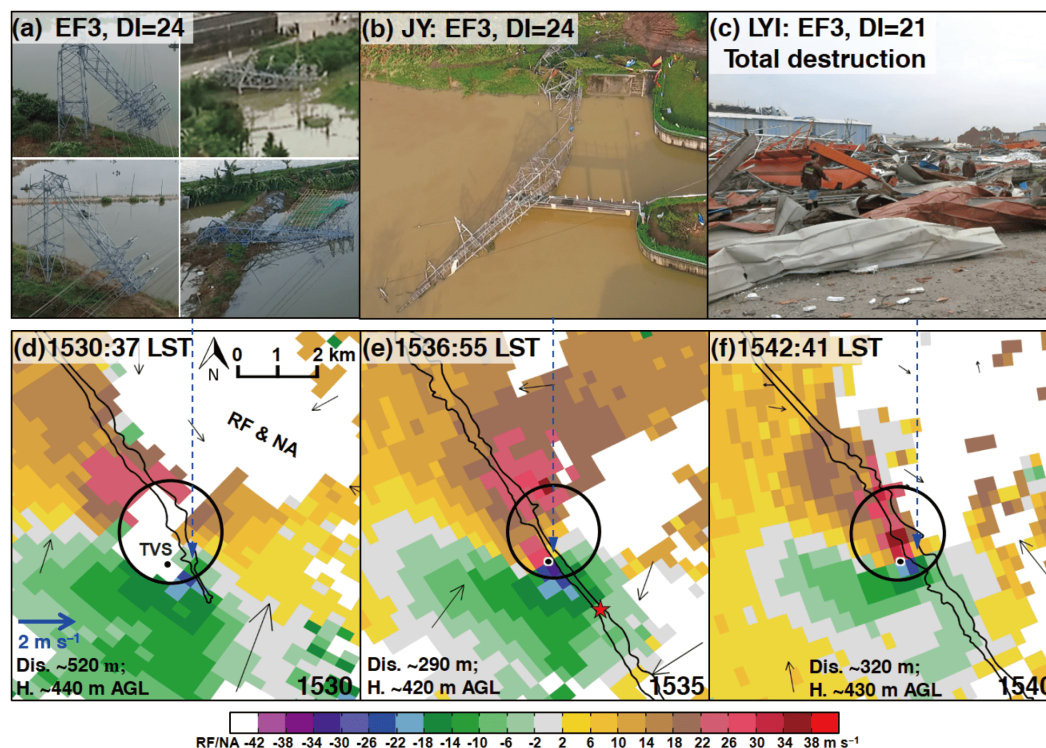 (a) EF3, DI=24
(b) JY: EF3, DI=24
(c) LYI: EF3, DI=21
Total destruction
(d)1530:37 LST
0 1 2 km
N
RF & NA
TVS
2 m s⁻¹
Dis. ~520 m;
H. ~440 m AGL
1530
(e)1536:55 LST
Dis. ~290 m;
H. ~420 m AGL
1535
(f)1542:41 LST
Dis. ~320 m;
H. ~430 m AGL
1540
RF/NA -42 -38 -34 -30 -26 -22 -18 -14 -10 -6 -2 2 6 10 14 18 22 26 30 34 38 m s⁻¹